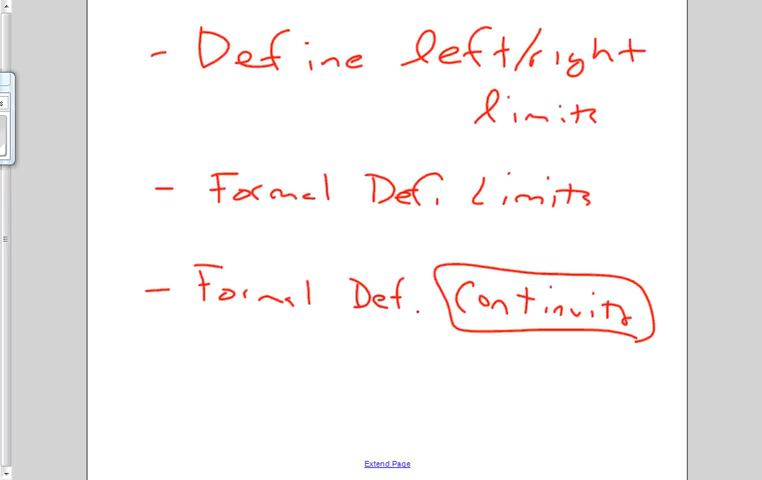 - Define left/right
limits
- Formal Def. Limits
- Formal Def. Continuity
Extend Page